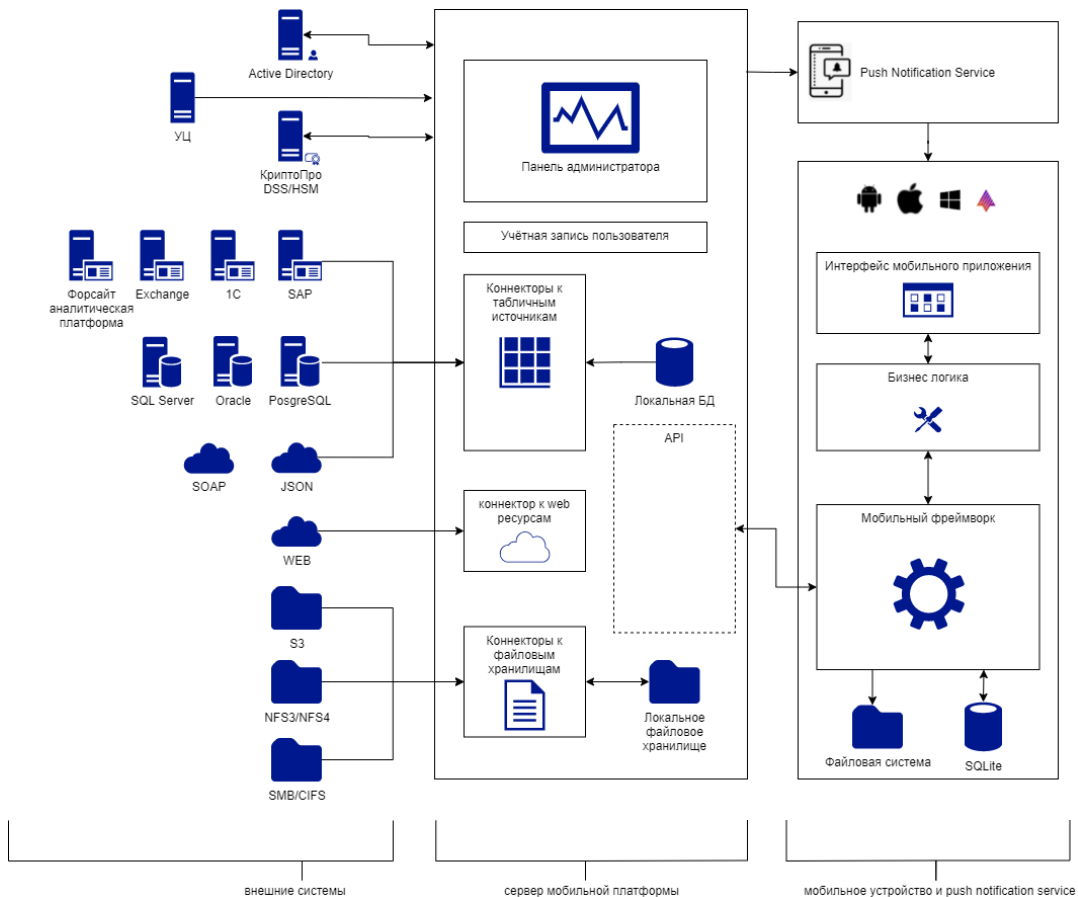 Active Directory
УЦ
КриптоПро
DSS/HSM
Форсайт
аналитическая
платформа
Exchange
1С
SAP
SQL Server
Oracle
PosgreSQL
SOAP
JSON
WEB
S3
NFS3/NFS4
SMB/CIFS
внешние системы
Панель администратора
Учётная запись пользователя
Коннекторы к
табличным
источникам
Локальная БД
API
коннектор к web
ресурсам
Коннекторы к
файловым
хранилищам
Локальное
файловое
хранилище
сервер мобильной платформы
Push Notification Service
Интерфейс мобильного приложения
Бизнес логика
Мобильный фреймворк
Файловая система
SQLite
мобильное устройство и push notification service